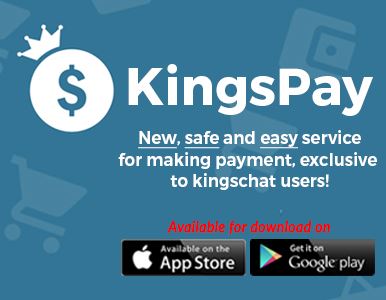 $
KingsPay
New, safe and easy service
for making payment, exclusive
to kingschat users!
Available for download on
Available on the
App Store
Get it on
Google play